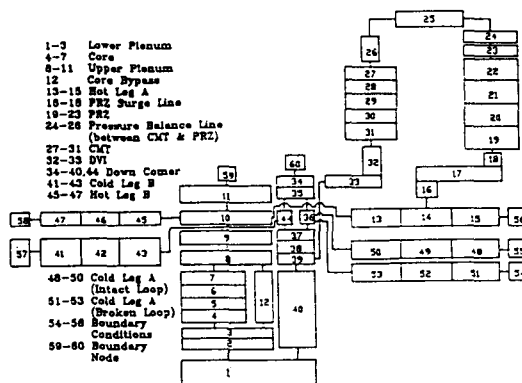 1-3 Lower Plenum
4-7 Core
8-11 Upper Plenum
12 Core Bypass
13-15 Hot Leg A
16-18 PRZ Surge Line
19-23 PRZ
24-26 Pressure Balance Line
(between CMT & PRZ)
27-31 CMT
32-33 DVI
34-40,44 Down Comer
41-43 Cold Leg B
45-47 Hot Leg B
48-50 Cold Leg A
(Intact Loop)
51-53 Cold Leg A
(Broken Loop)
54-58 Boundary
Conditions
59-60 Boundary
Node
25
26
24
23
27
22
28
29
21
30
20
31
19
32
18
33
17
16
60
59
34
35
11
58 47 46 45
10
44 36
13 14 15 56
9
37
57 41 42 43
38
50 49 48 55
8
39
53 52 51 54
7
6
5
4
12
40
3
2
1